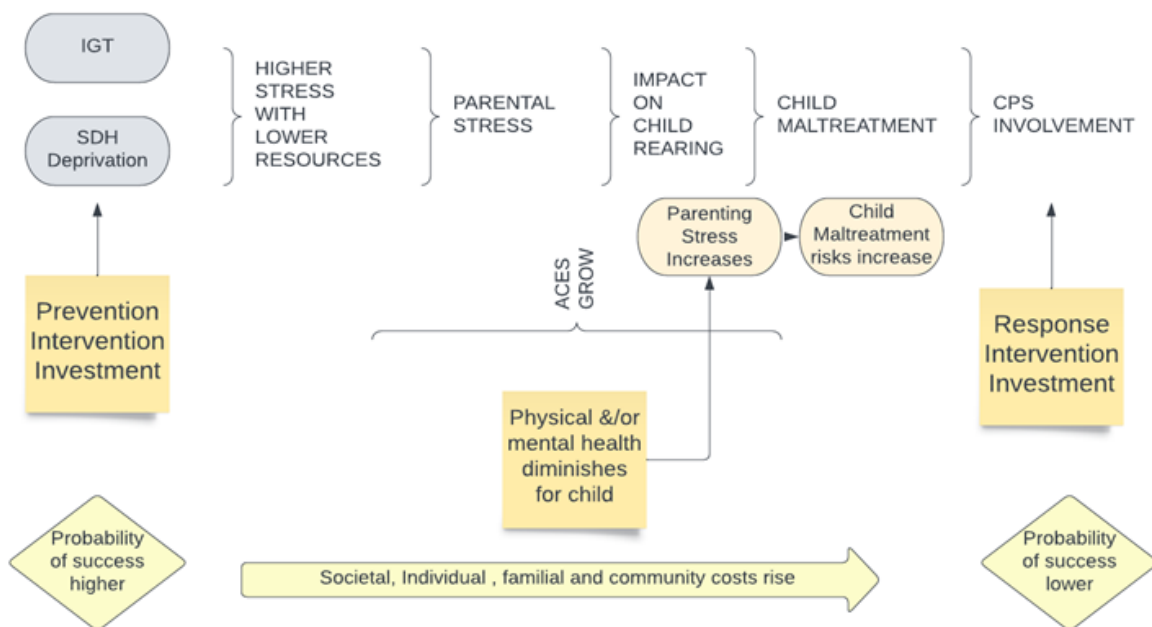 IGT
SDH
Deprivation
HIGHER
STRESS
WITH
LOWER
RESOURCES
PARENTAL
STRESS
IMPACT
ON
CHILD
REARING
CHILD
MALTREATMENT
CPS
INVOLVEMENT
Parenting
Stress
Increases
Child
Maltreatment
risks increase
ACES
GROW
Prevention
Intervention
Investment
Response
Intervention
Investment
Physical &/or
mental health
diminishes
for child
Probability
of success
higher
Societal, Individual , familial and community costs rise
Probability
of success
lower